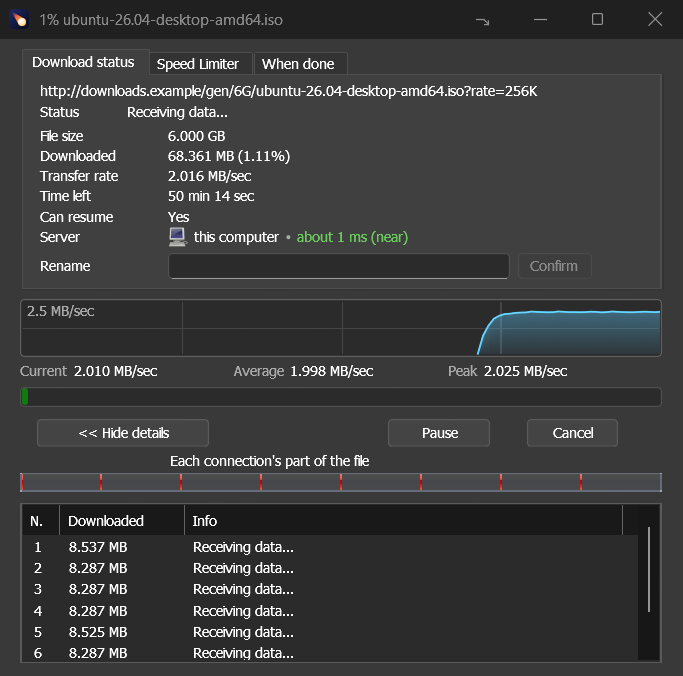 1% ubuntu-26.04-desktop-amd64.iso
Download status Speed Limiter When done
http://downloads.example/gen/6G/ubuntu-26.04-desktop-amd64.iso?rate=256K
Status Receiving data...
File size 6.000 GB
Downloaded 68.361 MB (1.11%)
Transfer rate 2.016 MB/sec
Time left 50 min 14 sec
Can resume Yes
Server this computer • about 1 ms (near)
Rename Confirm
2.5 MB/sec
Current 2.010 MB/sec Average 1.998 MB/sec Peak 2.025 MB/sec
<< Hide details Pause Cancel
Each connection's part of the file
N. Downloaded Info
1 8.537 MB Receiving data...
2 8.287 MB Receiving data...
3 8.287 MB Receiving data...
4 8.287 MB Receiving data...
5 8.525 MB Receiving data...
6 8.287 MB Receiving data...